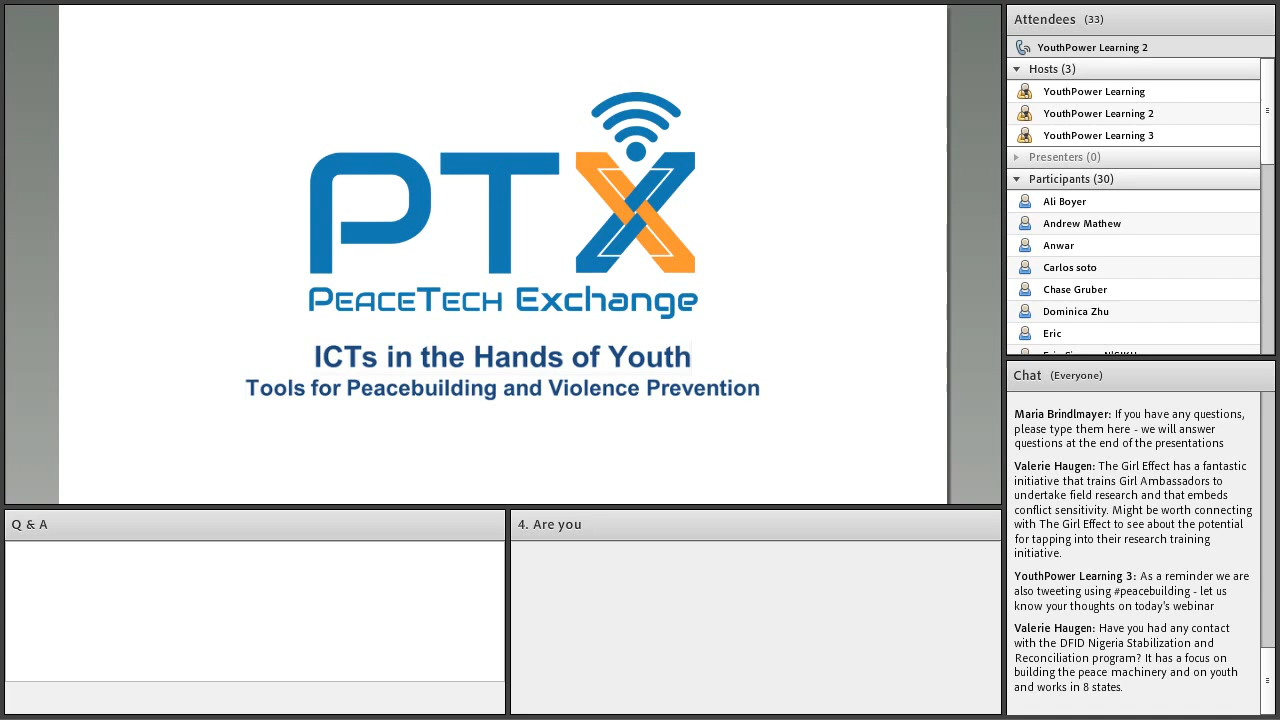 PTX
PEACETECH Exchange
ICTs in the Hands of Youth
Tools for Peacebuilding and Violence Prevention
Q & A
4. Are you
Attendees (33)
YouthPower Learning 2
Hosts (3)
YouthPower Learning
YouthPower Learning 2
YouthPower Learning 3
Presenters (0)
Participants (30)
Ali Boyer
Andrew Mathew
Anwar
Carlos soto
Chase Gruber
Dominica Zhu
Eric
Chat (Everyone)
Maria Brindlmayer: If you have any questions,
please type them here - we will answer
questions at the end of the presentations
Valerie Haugen: The Girl Effect has a fantastic
initiative that trains Girl Ambassadors to
undertake field research and that embeds
conflict sensitivity. Might be worth connecting
with The Girl Effect to see about the potential
for tapping into their research training
initiative.
YouthPower Learning 3: As a reminder we are
also tweeting using #peacebuilding - let us
know your thoughts on today's webinar
Valerie Haugen: Have you had any contact
with the DFID Nigeria Stabilization and
Reconciliation program? It has a focus on
building the peace machinery and on youth
and works in 8 states.